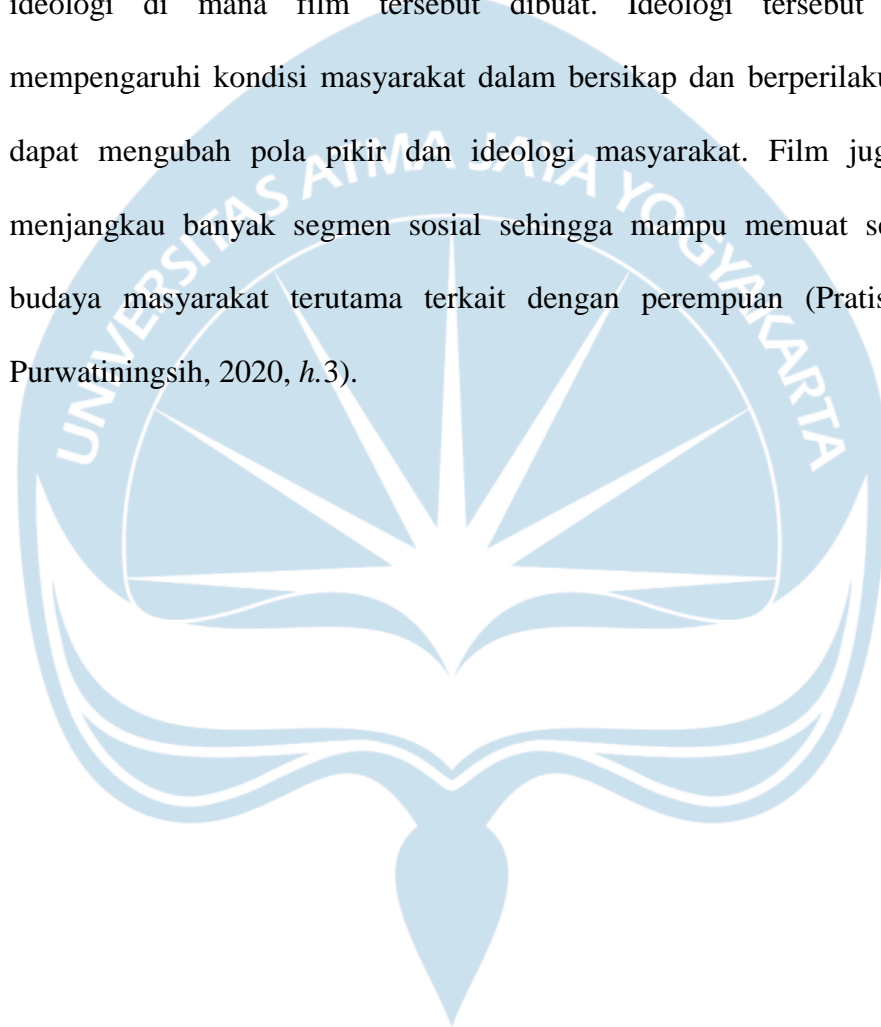 ideologi di mana film tersebut dibuat. Ideologi tersebut
mempengaruhi kondisi masyarakat dalam bersikap dan berperilaku
dapat mengubah pola pikir dan ideologi masyarakat. Film
menjangkau banyak segmen sosial sehingga mampu memuat
budaya masyarakat terutama terkait dengan perempuan
Purwatiningsih, 2020, h.3).
UNIVERSITAS ATMA JAYA YOGYAKARTA